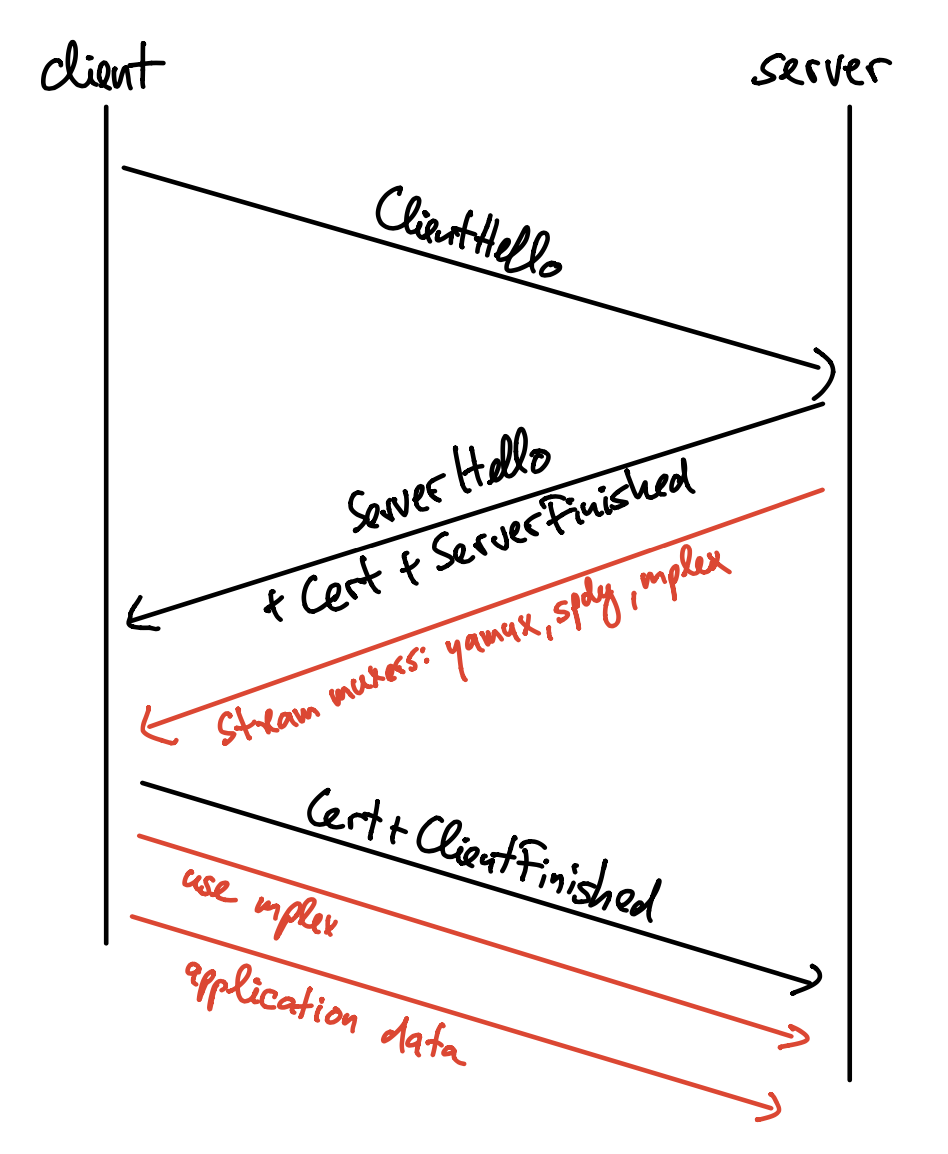 client
server
ClientHello
ServerHello
+ Cert + ServerFinished
Stream muxers: yamux, spdy, mplex
Cert + ClientFinished
use mplex
application data